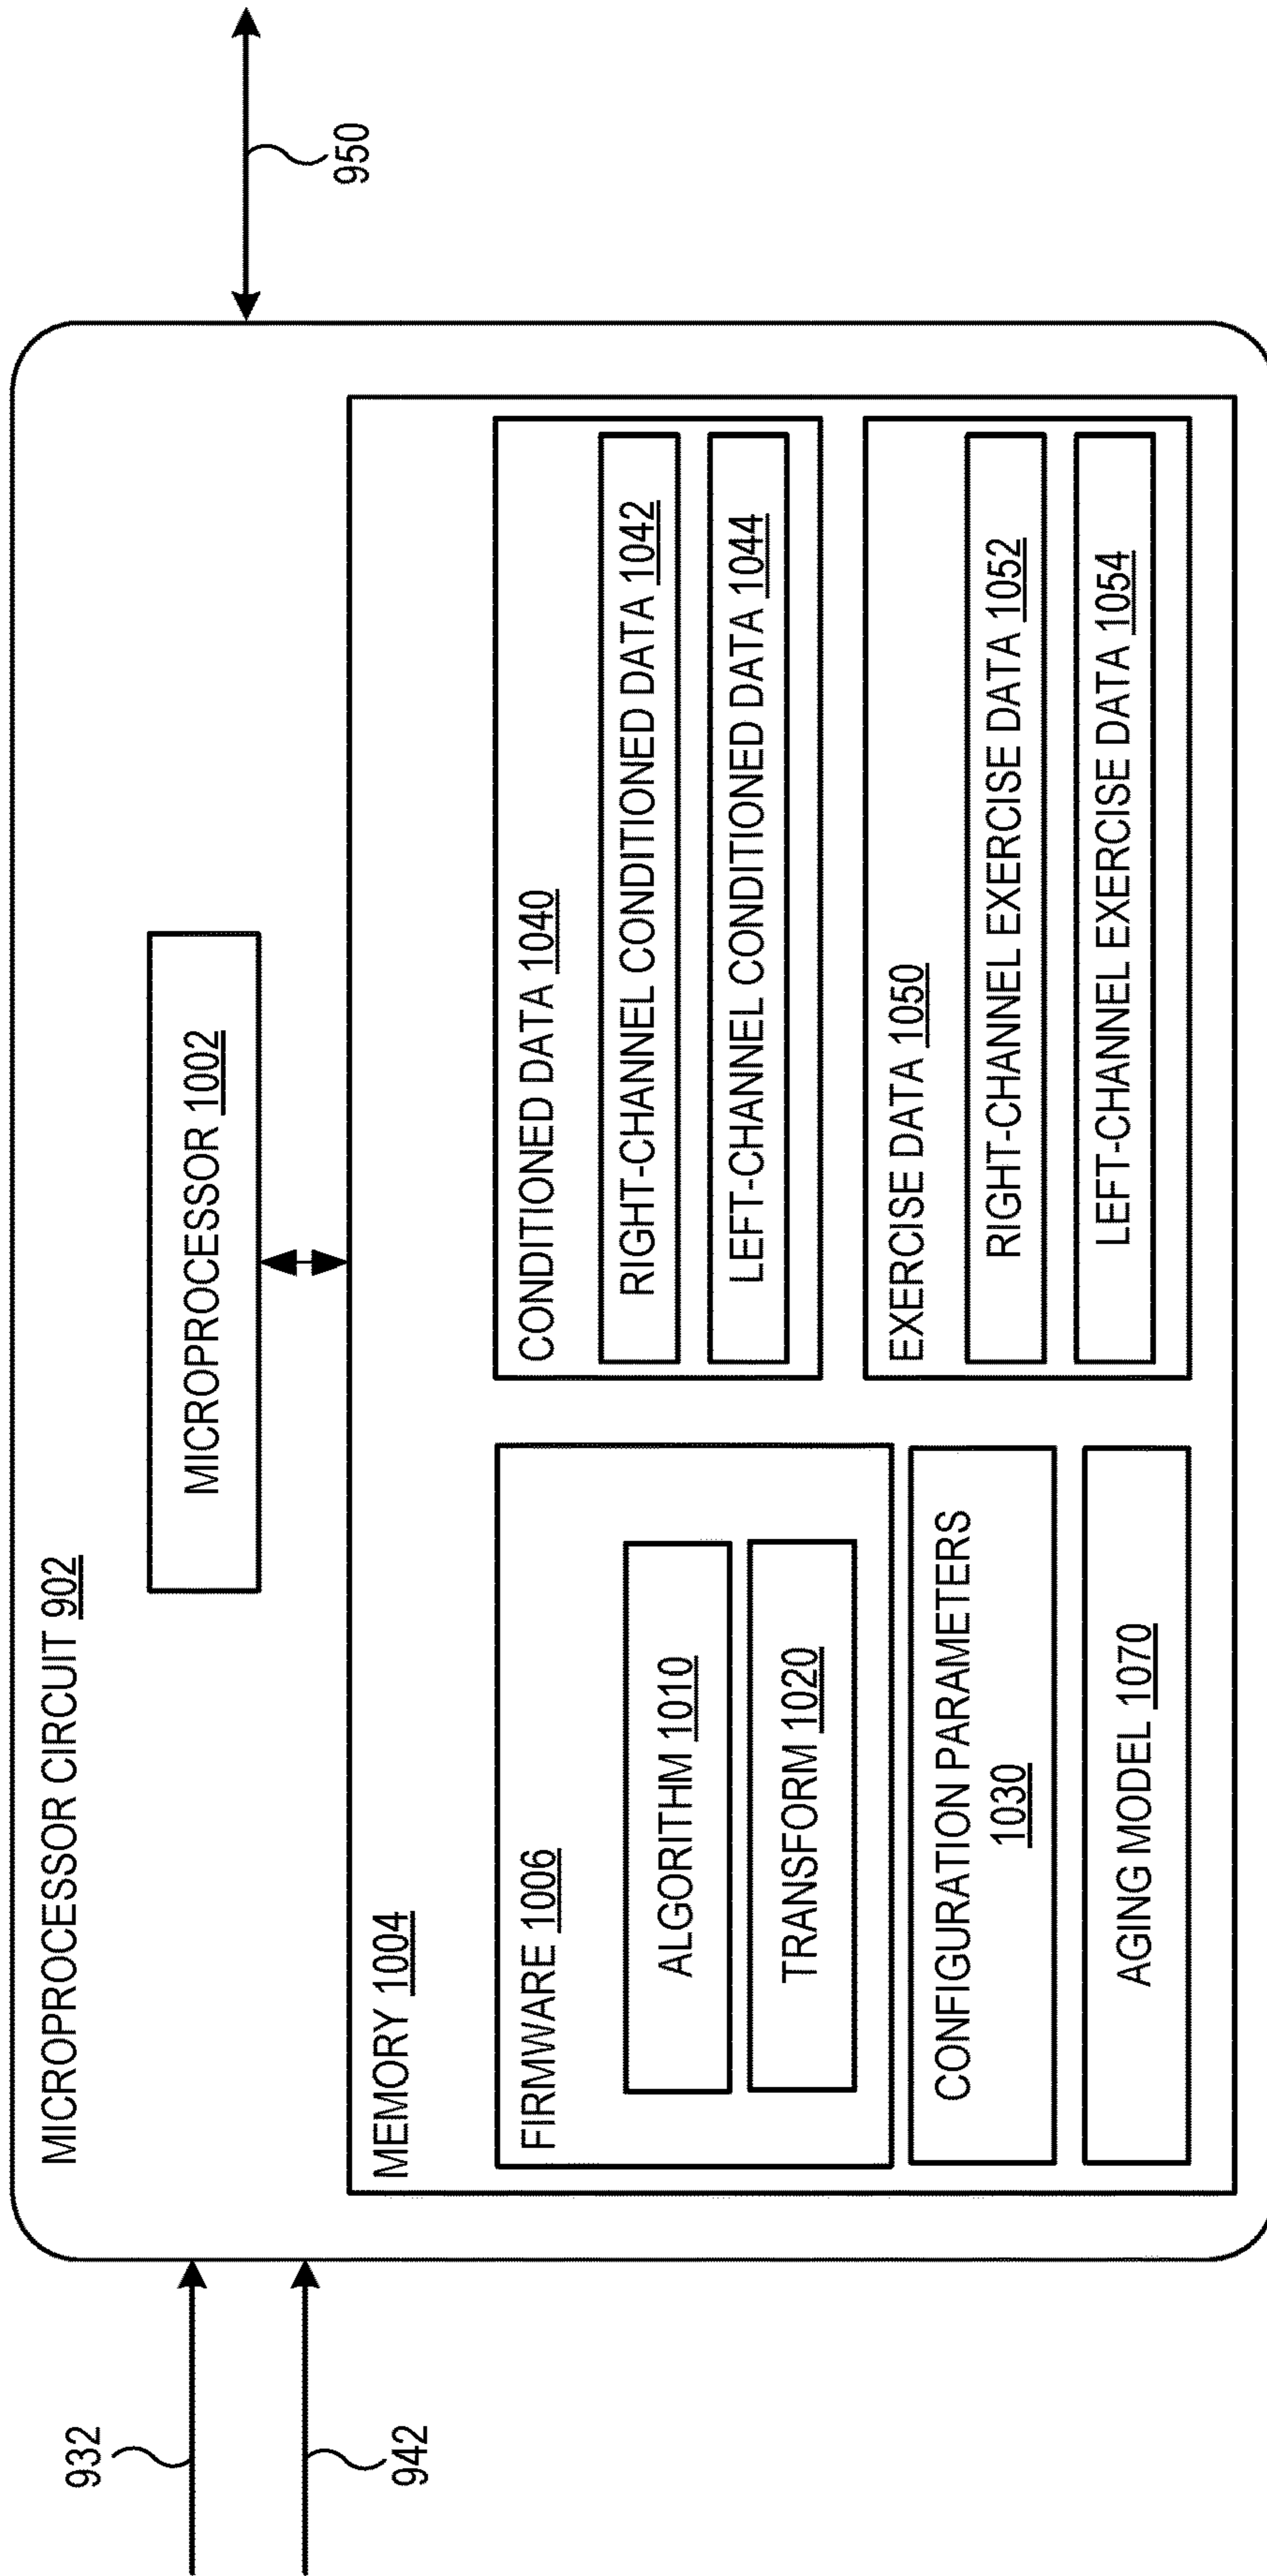 MICROPROCESSOR CIRCUIT 902
932
942
950
MICROPROCESSOR 1002
MEMORY 1004
FIRMWARE 1006
ALGORITHM 1010
TRANSFORM 1020
CONFIGURATION PARAMETERS
1030
AGING MODEL 1070
CONDITIONED DATA 1040
RIGHT-CHANNEL CONDITIONED DATA 1042
LEFT-CHANNEL CONDITIONED DATA 1044
EXERCISE DATA 1050
RIGHT-CHANNEL EXERCISE DATA 1052
LEFT-CHANNEL EXERCISE DATA 1054